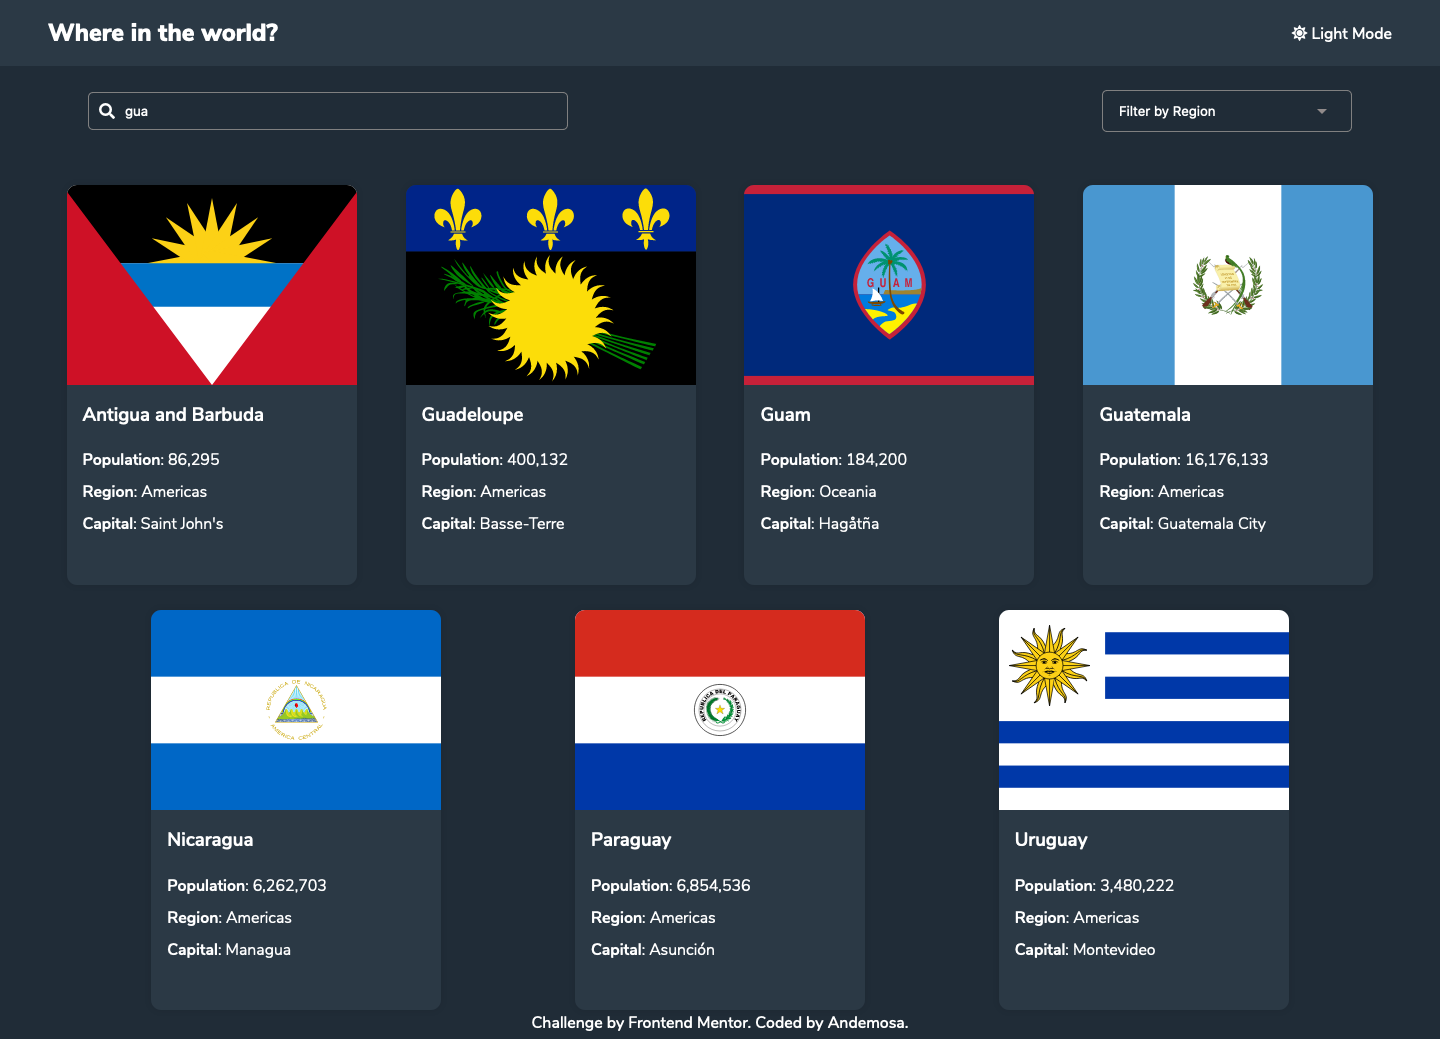 Where in the world?
Light Mode
gua
Filter by Region
GUAM
Antigua and Barbuda
Population: 86,295
Region: Americas
Capital: Saint John's
Guadeloupe
Population: 400,132
Region: Americas
Capital: Basse-Terre
Guam
Population: 184,200
Region: Oceania
Capital: Hagåtña
Guatemala
Population: 16,176,133
Region: Americas
Capital: Guatemala City
REPUBLICA DE NICARAGUA
AMERICA CENTRAL
REPUBLICA DEL PARAGUAY
Nicaragua
Population: 6,262,703
Region: Americas
Capital: Managua
Paraguay
Population: 6,854,536
Region: Americas
Capital: Asunción
Uruguay
Population: 3,480,222
Region: Americas
Capital: Montevideo
Challenge by Frontend Mentor. Coded by Andemosa.